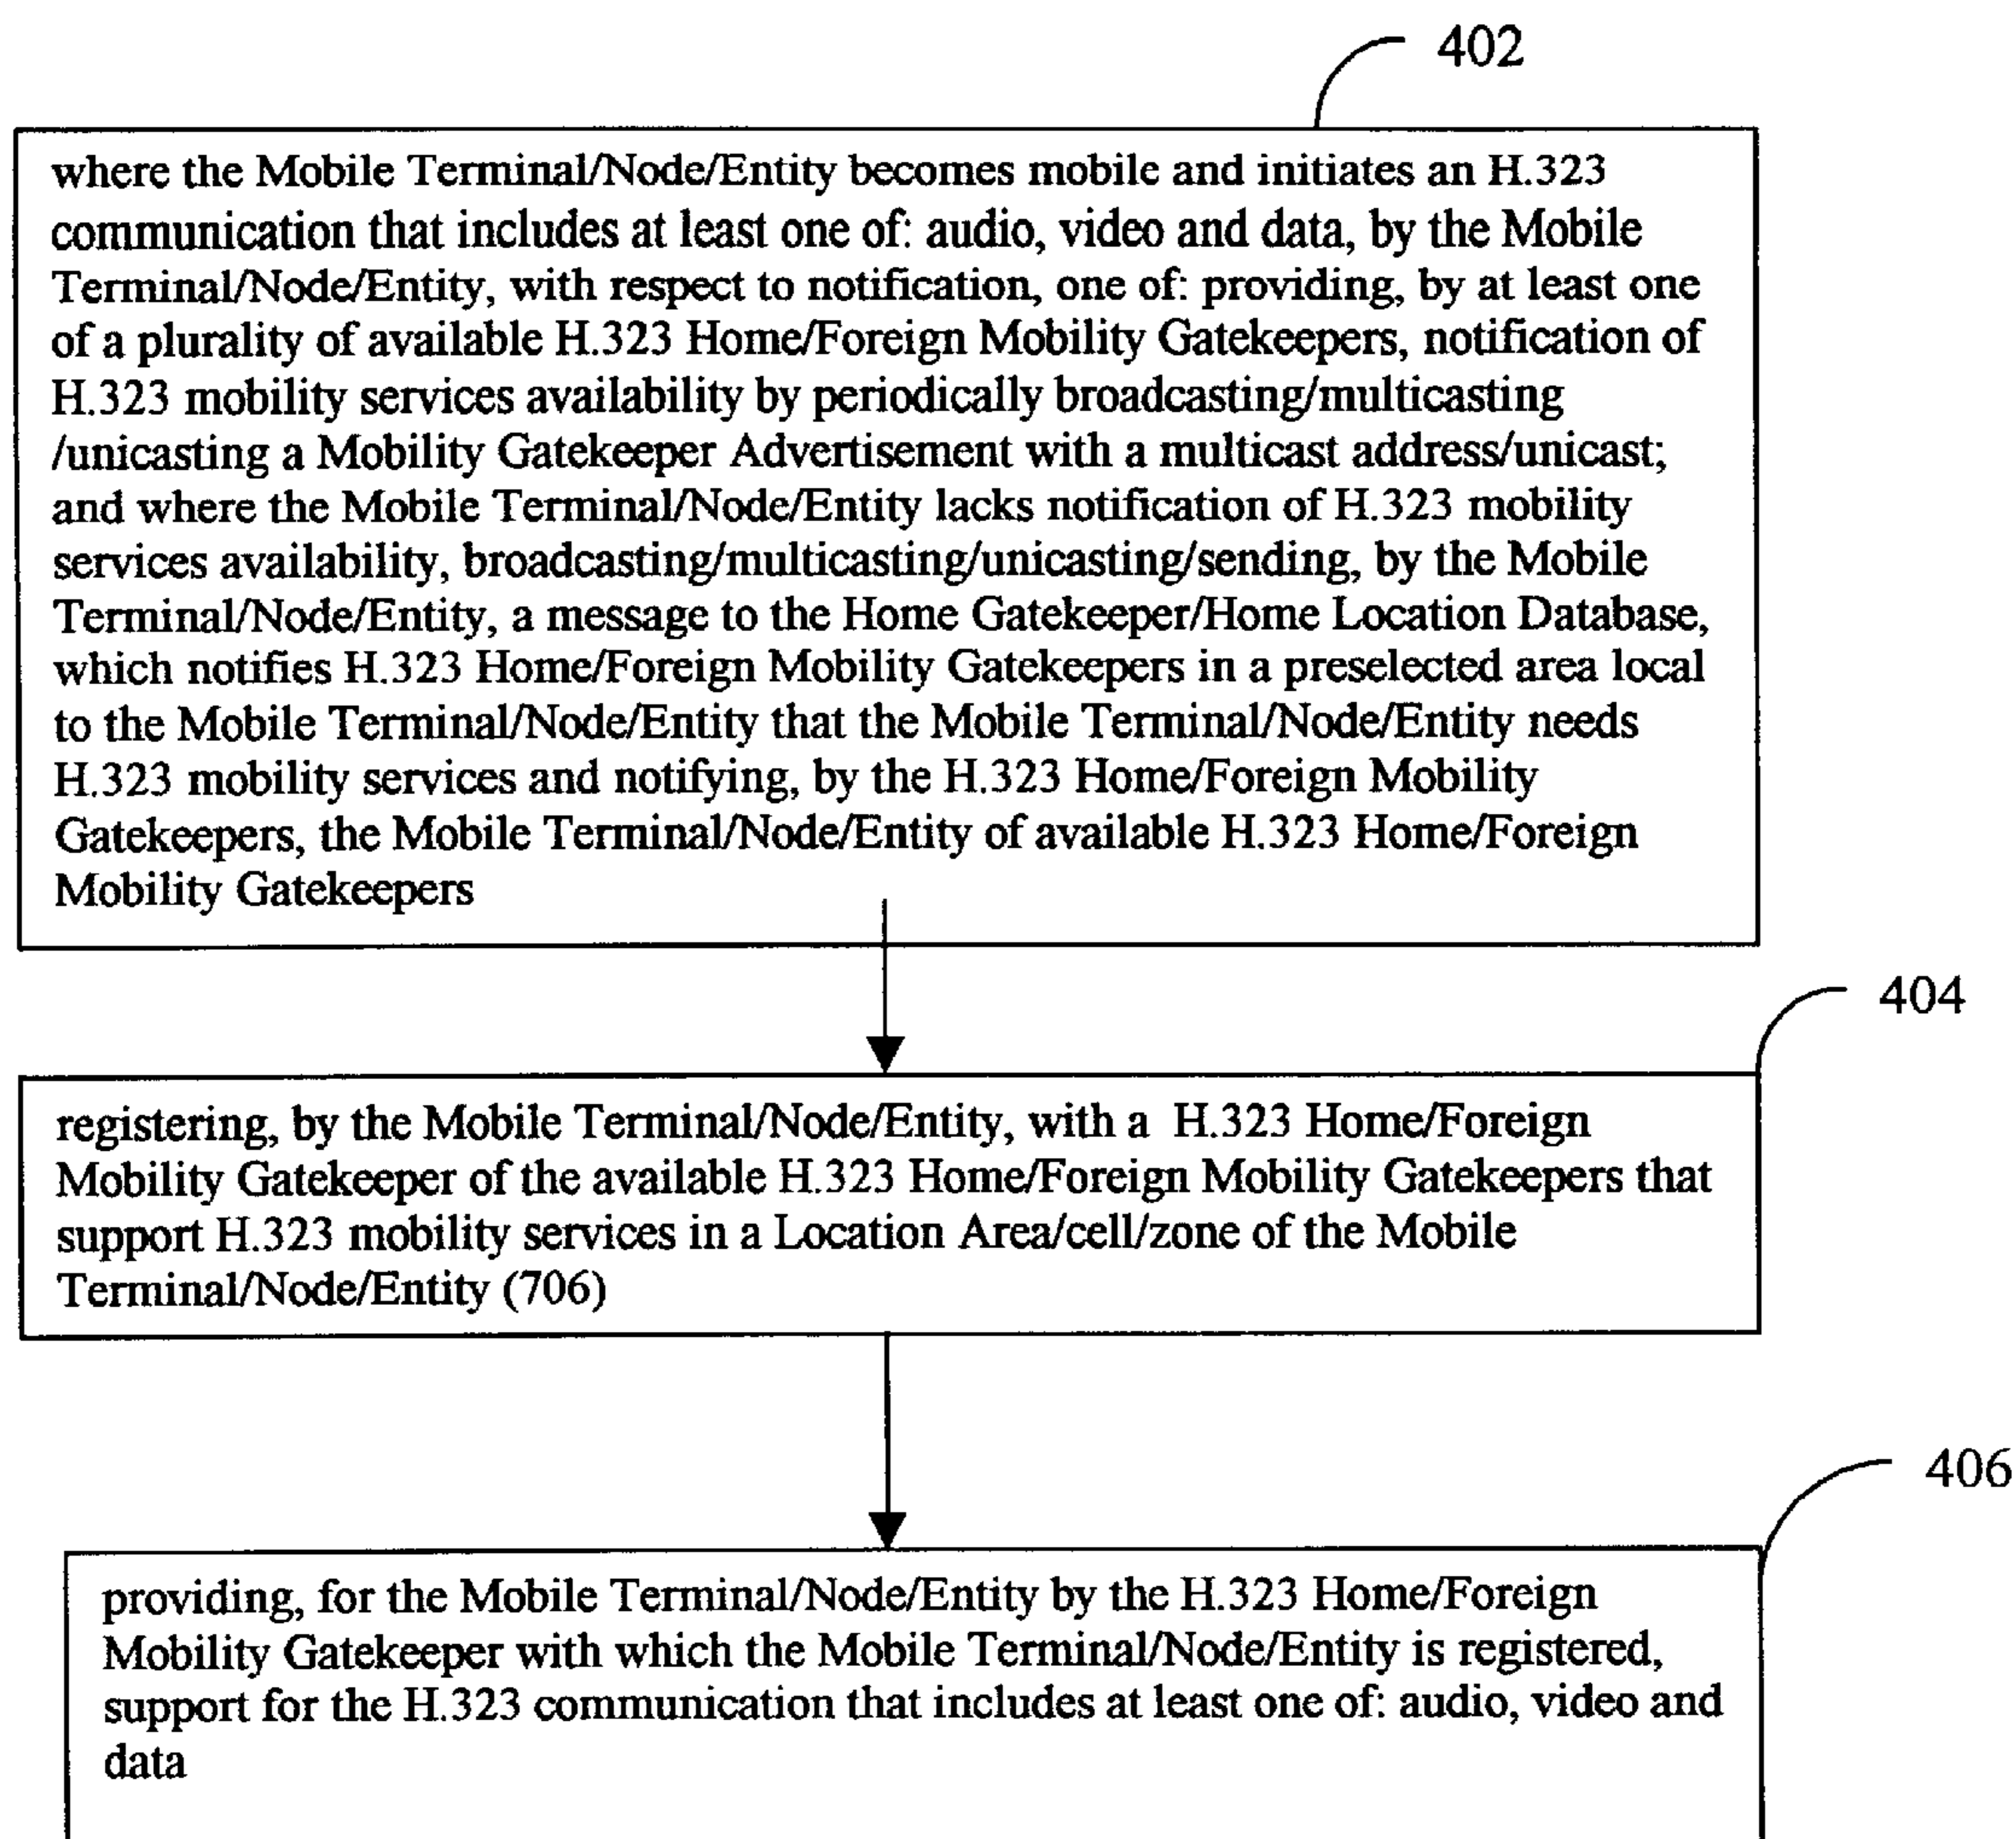 402
where the Mobile Terminal/Node/Entity becomes mobile and initiates an H.323
communication that includes at least one of: audio, video and data, by the Mobile
Terminal/Node/Entity, with respect to notification, one of: providing, by at least one
of a plurality of available H.323 Home/Foreign Mobility Gatekeepers, notification of
H.323 mobility services availability by periodically broadcasting/multicasting
/unicasting a Mobility Gatekeeper Advertisement with a multicast address/unicast;
and where the Mobile Terminal/Node/Entity lacks notification of H.323 mobility
services availability, broadcasting/multicasting/unicasting/sending, by the Mobile
Terminal/Node/Entity, a message to the Home Gatekeeper/Home Location Database,
which notifies H.323 Home/Foreign Mobility Gatekeepers in a preselected area local
to the Mobile Terminal/Node/Entity that the Mobile Terminal/Node/Entity needs
H.323 mobility services and notifying, by the H.323 Home/Foreign Mobility
Gatekeepers, the Mobile Terminal/Node/Entity of available H.323 Home/Foreign
Mobility Gatekeepers
404
registering, by the Mobile Terminal/Node/Entity, with a H.323 Home/Foreign
Mobility Gatekeeper of the available H.323 Home/Foreign Mobility Gatekeepers that
support H.323 mobility services in a Location Area/cell/zone of the Mobile
Terminal/Node/Entity (706)
406
providing, for the Mobile Terminal/Node/Entity by the H.323 Home/Foreign
Mobility Gatekeeper with which the Mobile Terminal/Node/Entity is registered,
support for the H.323 communication that includes at least one of: audio, video and
data